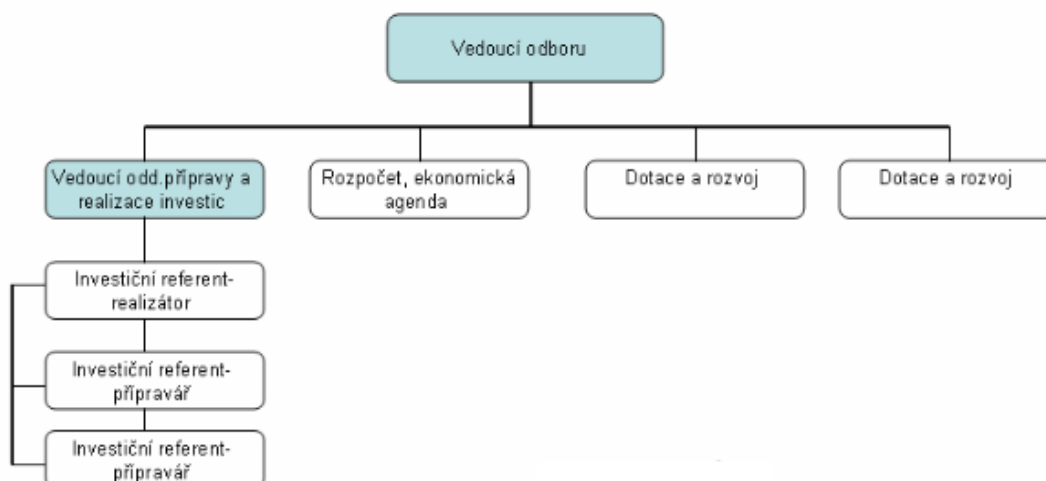 Vedoucí odboru
Vedoucí odd.přípravy a
realizace investic
Rozpočet, ekonomická
agenda
Dotace a rozvoj
Dotace a rozvoj
Investiční referent-
realizátor
Investiční referent-
přípravář
Investiční referent-
přípravář